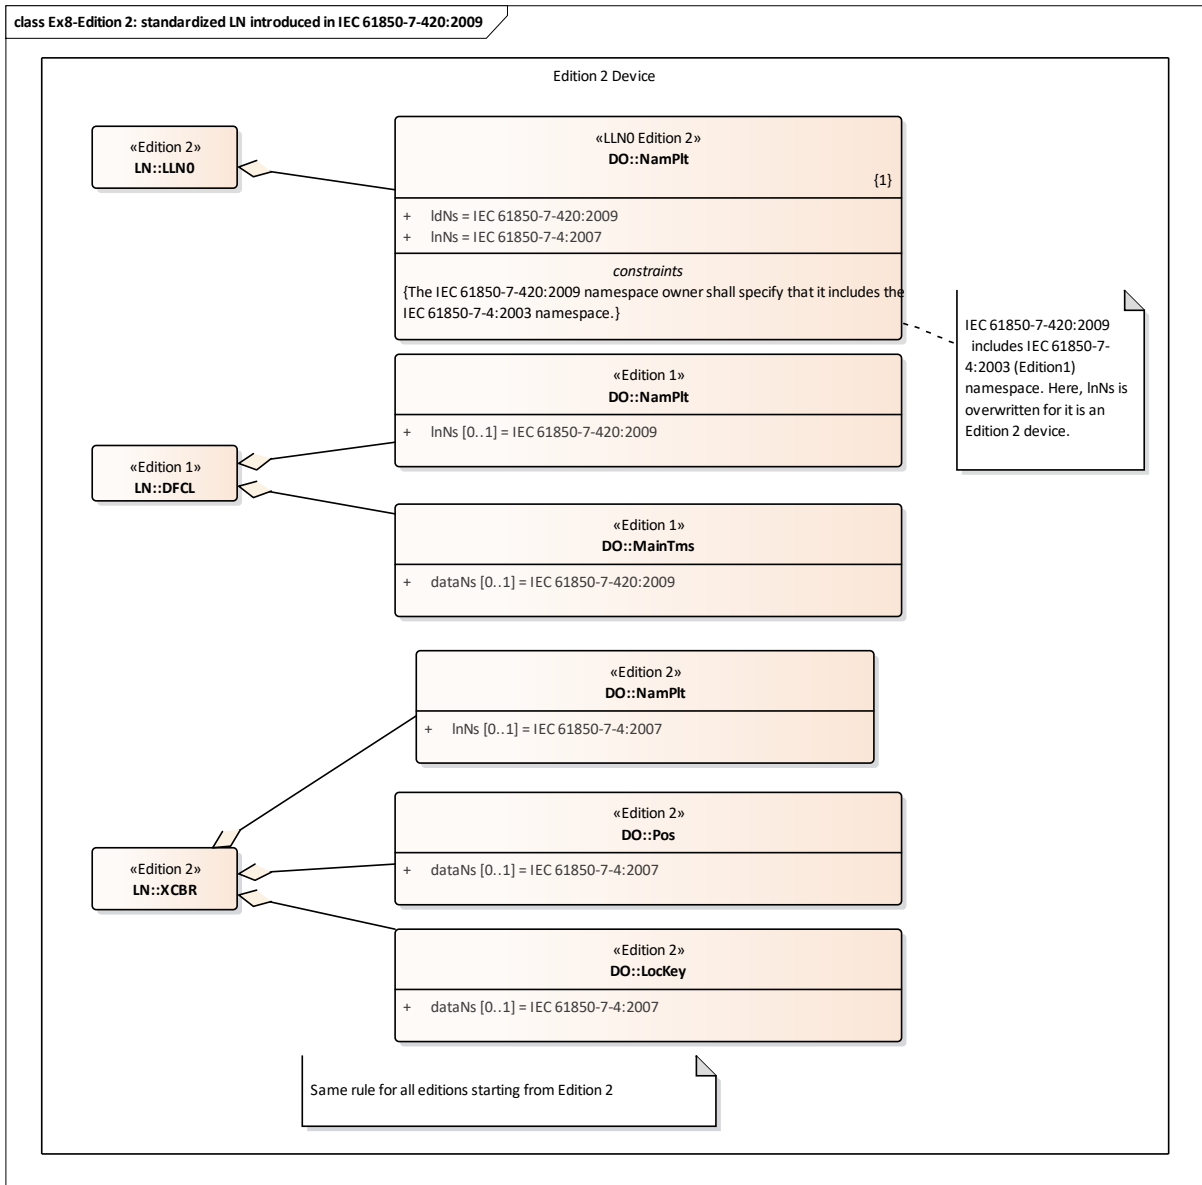 class Ex8-Edition 2: standardized LN introduced in IEC 61850-7-420:2009
Edition 2 Device
«Edition 2»
LN::LLN0
«LLN0 Edition 2»
DO::NamPlt
{1}
+ ldNs = IEC 61850-7-420:2009
+ lnNs = IEC 61850-7-4:2007
constraints
{The IEC 61850-7-420:2009 namespace owner shall specify that it includes the
IEC 61850-7-4:2003 namespace.}
IEC 61850-7-420:2009
includes IEC 61850-7-
4:2003 (Edition1)
namespace. Here, lnNs is
overwritten for it is an
Edition 2 device.
«Edition 1»
DO::NamPlt
+ lnNs [0..1] = IEC 61850-7-420:2009
«Edition 1»
LN::DFCL
«Edition 1»
DO::MainTms
+ dataNs [0..1] = IEC 61850-7-420:2009
«Edition 2»
DO::NamPlt
+ lnNs [0..1] = IEC 61850-7-4:2007
«Edition 2»
DO::Pos
+ dataNs [0..1] = IEC 61850-7-4:2007
«Edition 2»
LN::XCBR
«Edition 2»
DO::LocKey
+ dataNs [0..1] = IEC 61850-7-4:2007
Same rule for all editions starting from Edition 2